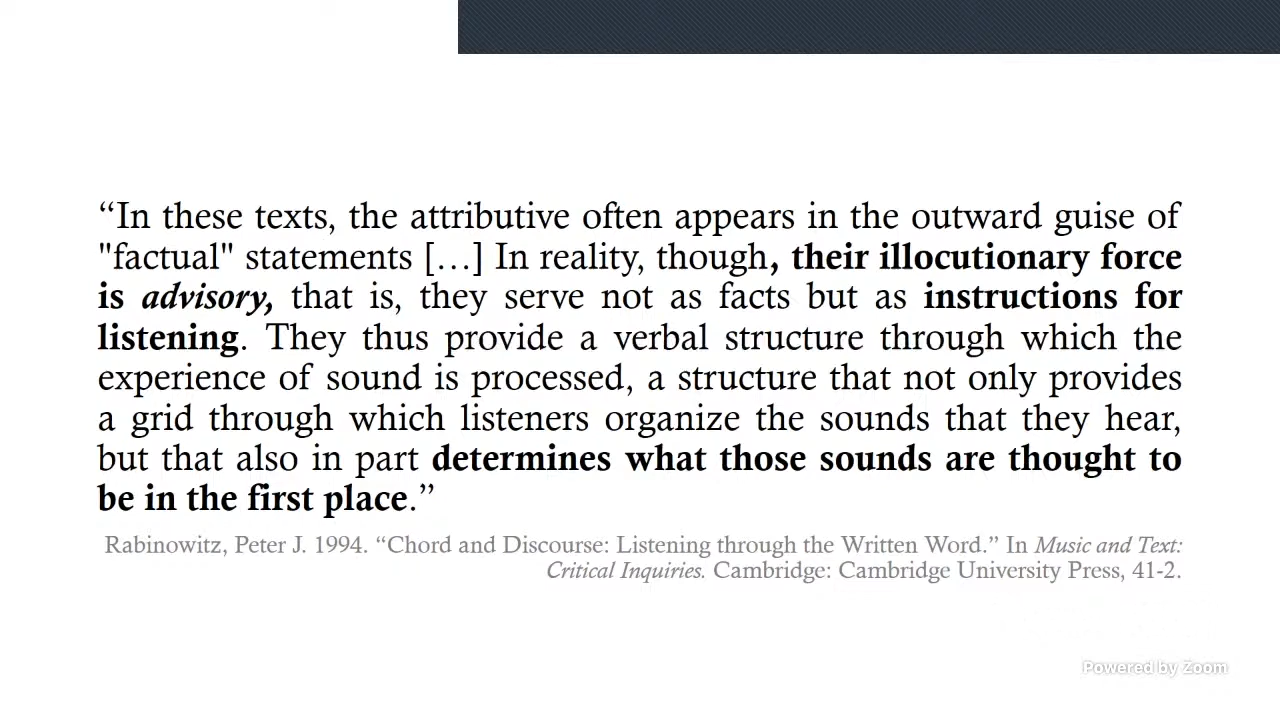 “In these texts, the attributive often appears in the outward guise of
"factual" statements […] In reality, though, their illocutionary force
is advisory, that is, they serve not as facts but as instructions for
listening. They thus provide a verbal structure through which the
experience of sound is processed, a structure that not only provides
a grid through which listeners organize the sounds that they hear,
but that also in part determines what those sounds are thought to
be in the first place.”
Rabinowitz, Peter J. 1994. “Chord and Discourse: Listening through the Written Word.” In Music and Text:
Critical Inquiries. Cambridge: Cambridge University Press, 41-2.
Powered by Zoom